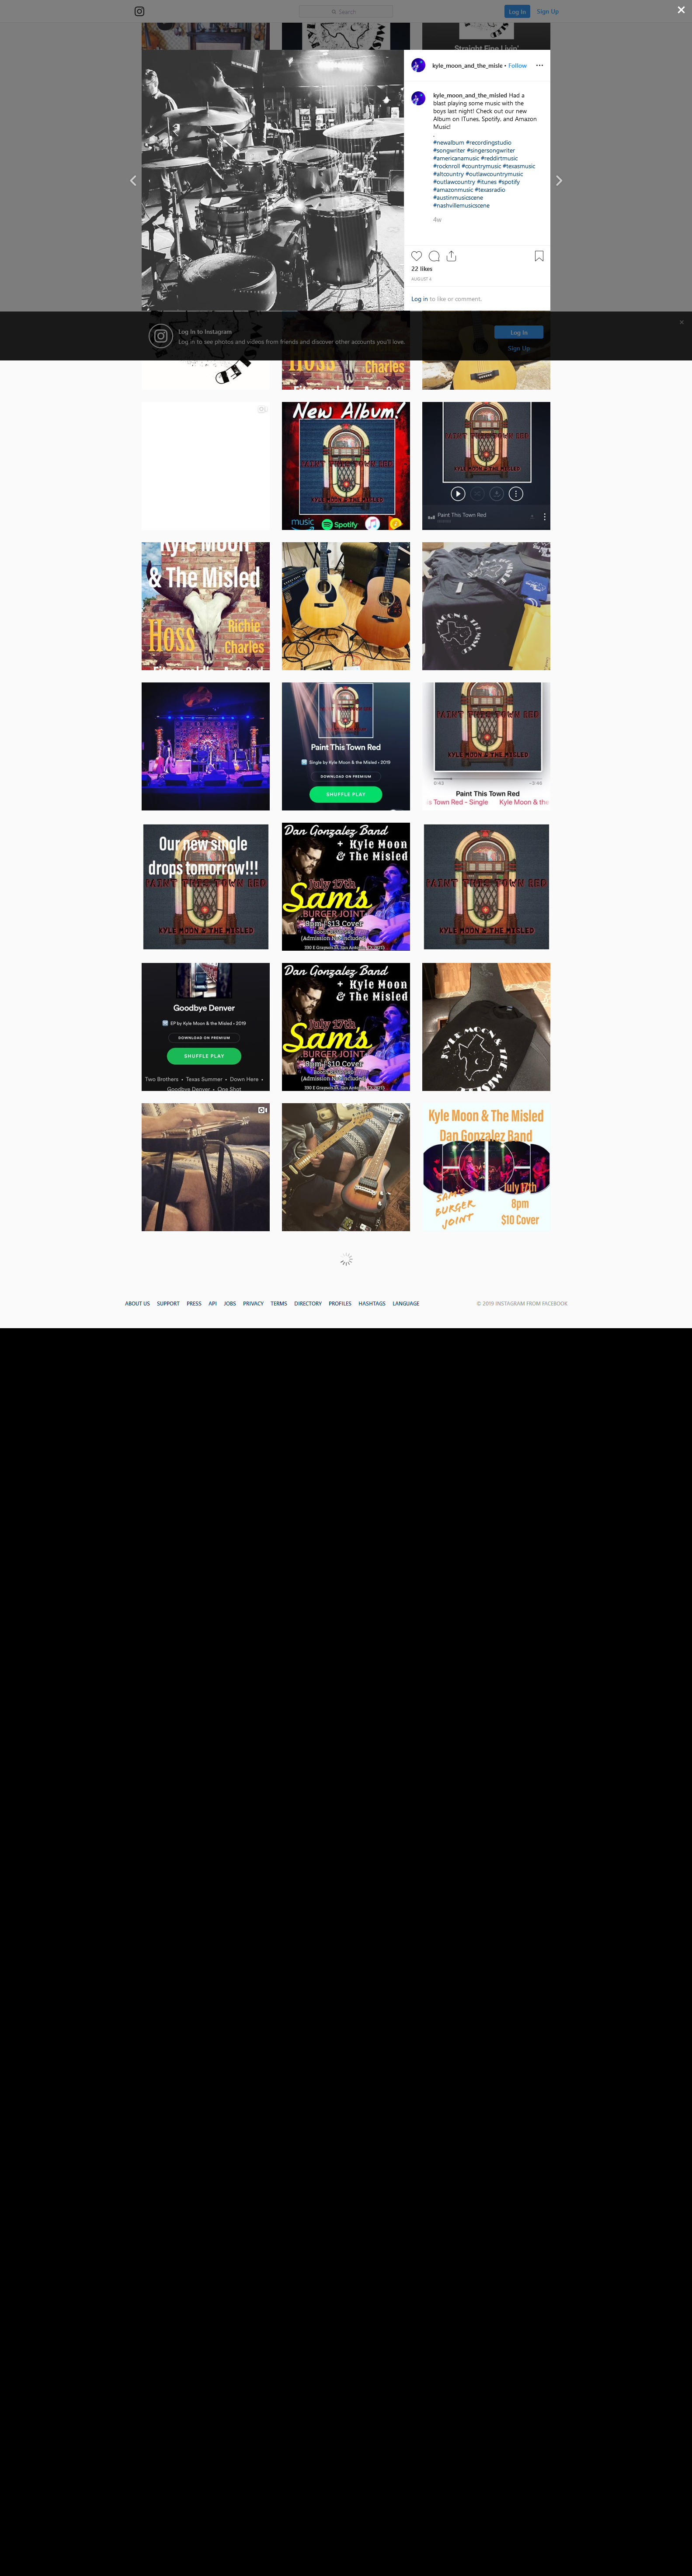 Search
Log In
Sign Up
Straight Fine Livin'
kyle_moon_and_the_misle • Follow
kyle_moon_and_the_misled Had a
blast playing some music with the
boys last night! Check out our new
Album on ITunes, Spotify, and Amazon
Music!
.
#newalbum #recordingstudio
#songwriter #singersongwriter
#americanamusic #reddirtmusic
#rocknroll #countrymusic #texasmusic
#altcountry #outlawcountrymusic
#outlawcountry #itunes #spotify
#amazonmusic #texasradio
#austinmusicscene
#nashvillemusicscene
4w
22 likes
AUGUST 4
Log in to like or comment.
Log In to Instagram
Log in to see photos and videos from friends and discover other accounts you'll love.
Log In
Sign Up
Hoss
Charles
New Album!
PAINT THIS TOWN RED
KYLE MOON & THE MISLED
music
Spotify
PAINT THIS TOWN RED
KYLE MOON & THE MISLED
Paint This Town Red
Kyle Moon
& The Misled
Hoss
Richie
Charles
MOON & THE
Paint This Town Red
Single by Kyle Moon & the Misled • 2019
DOWNLOAD ON PREMIUM
SHUFFLE PLAY
PAINT THIS TOWN RED
KYLE MOON & THE MISLED
0:43
-2:46
Paint This Town Red
is Town Red - Single
Kyle Moon & the
Our new single
drops tomorrow!!!
PAINT THIS TOWN RED
KYLE MOON & THE MISLED
Dan Gonzalez Band
+ Kyle Moon
& The Misled
July 17th
Sam's
BURGER JOINT
8pm | $13 Cover
(Admission Not Included)
330 E Grayson St, San Antonio, TX 78215
PAINT THIS TOWN RED
KYLE MOON & THE MISLED
Goodbye Denver
EP by Kyle Moon & the Misled • 2019
DOWNLOAD ON PREMIUM
SHUFFLE PLAY
Two Brothers • Texas Summer • Down Here •
Goodbye Denver • One Shot
Dan Gonzalez Band
+ Kyle Moon
& The Misled
July 17th
Sam's
BURGER JOINT
8pm | $10 Cover
(Admission Not Included)
330 E Grayson St, San Antonio, TX 78215
KYLE MOON & THE MISLED
Kyle Moon & The Misled
Dan Gonzalez Band
SAM'S
BURGER
JOINT
July 17th
8pm
$10 Cover
ABOUT US
SUPPORT
PRESS
API
JOBS
PRIVACY
TERMS
DIRECTORY
PROFILES
HASHTAGS
LANGUAGE
© 2019 INSTAGRAM FROM FACEBOOK